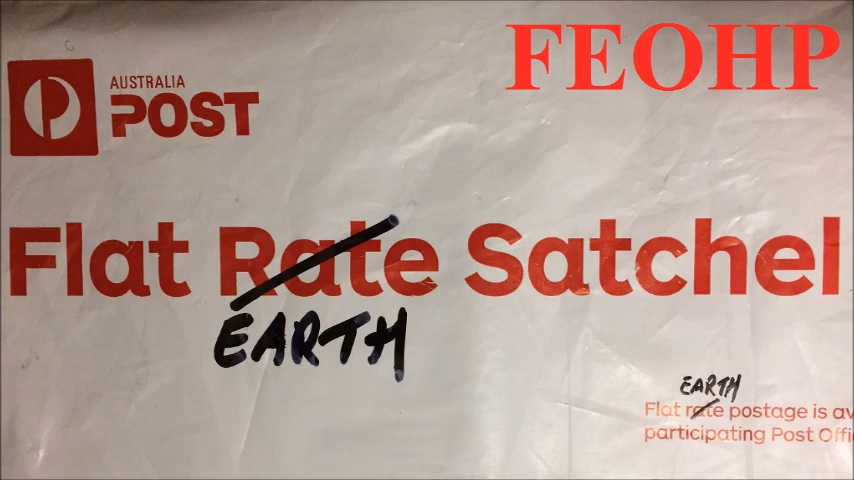 FEOHP
AUSTRALIA
POST
Flat Rate Satchel
EARTH
EARTH
Flat rate postage is av
participating Post Offi